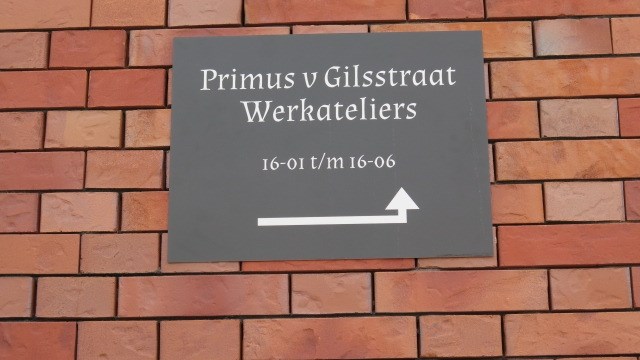 Primus v Gilsstraat
Werkateliers
16-01 t/m 16-06